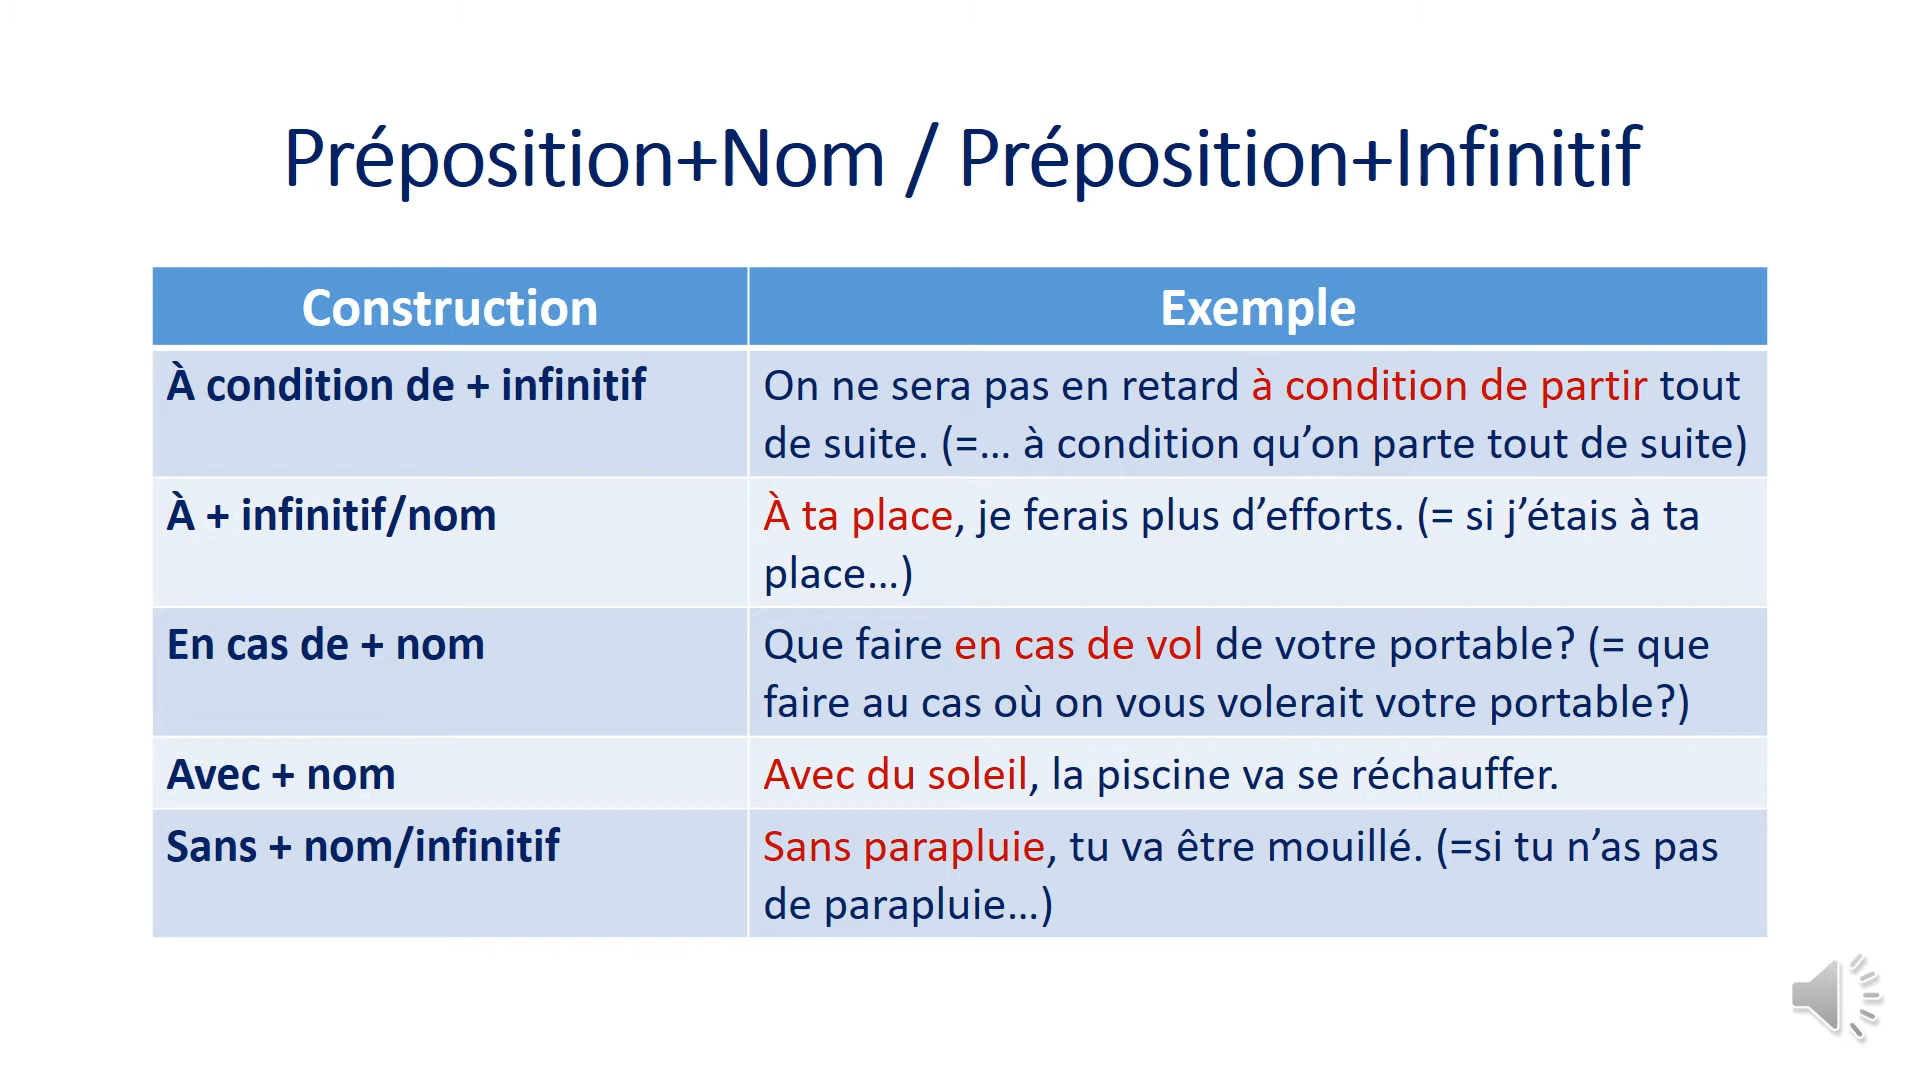 Préposition+Nom / Préposition+Infinitif
Construction
Exemple
À condition de + infinitif
On ne sera pas en retard à condition de partir tout
de suite. (=... à condition qu’on parte tout de suite)
À + infinitif/nom
À ta place, je ferais plus d’efforts. (= si j’étais à ta
place...)
En cas de + nom
Que faire en cas de vol de votre portable? (= que
faire au cas où on vous volerait votre portable?)
Avec + nom
Avec du soleil, la piscine va se réchauffer.
Sans + nom/infinitif
Sans parapluie, tu va être mouillé. (=si tu n’as pas
de parapluie...)